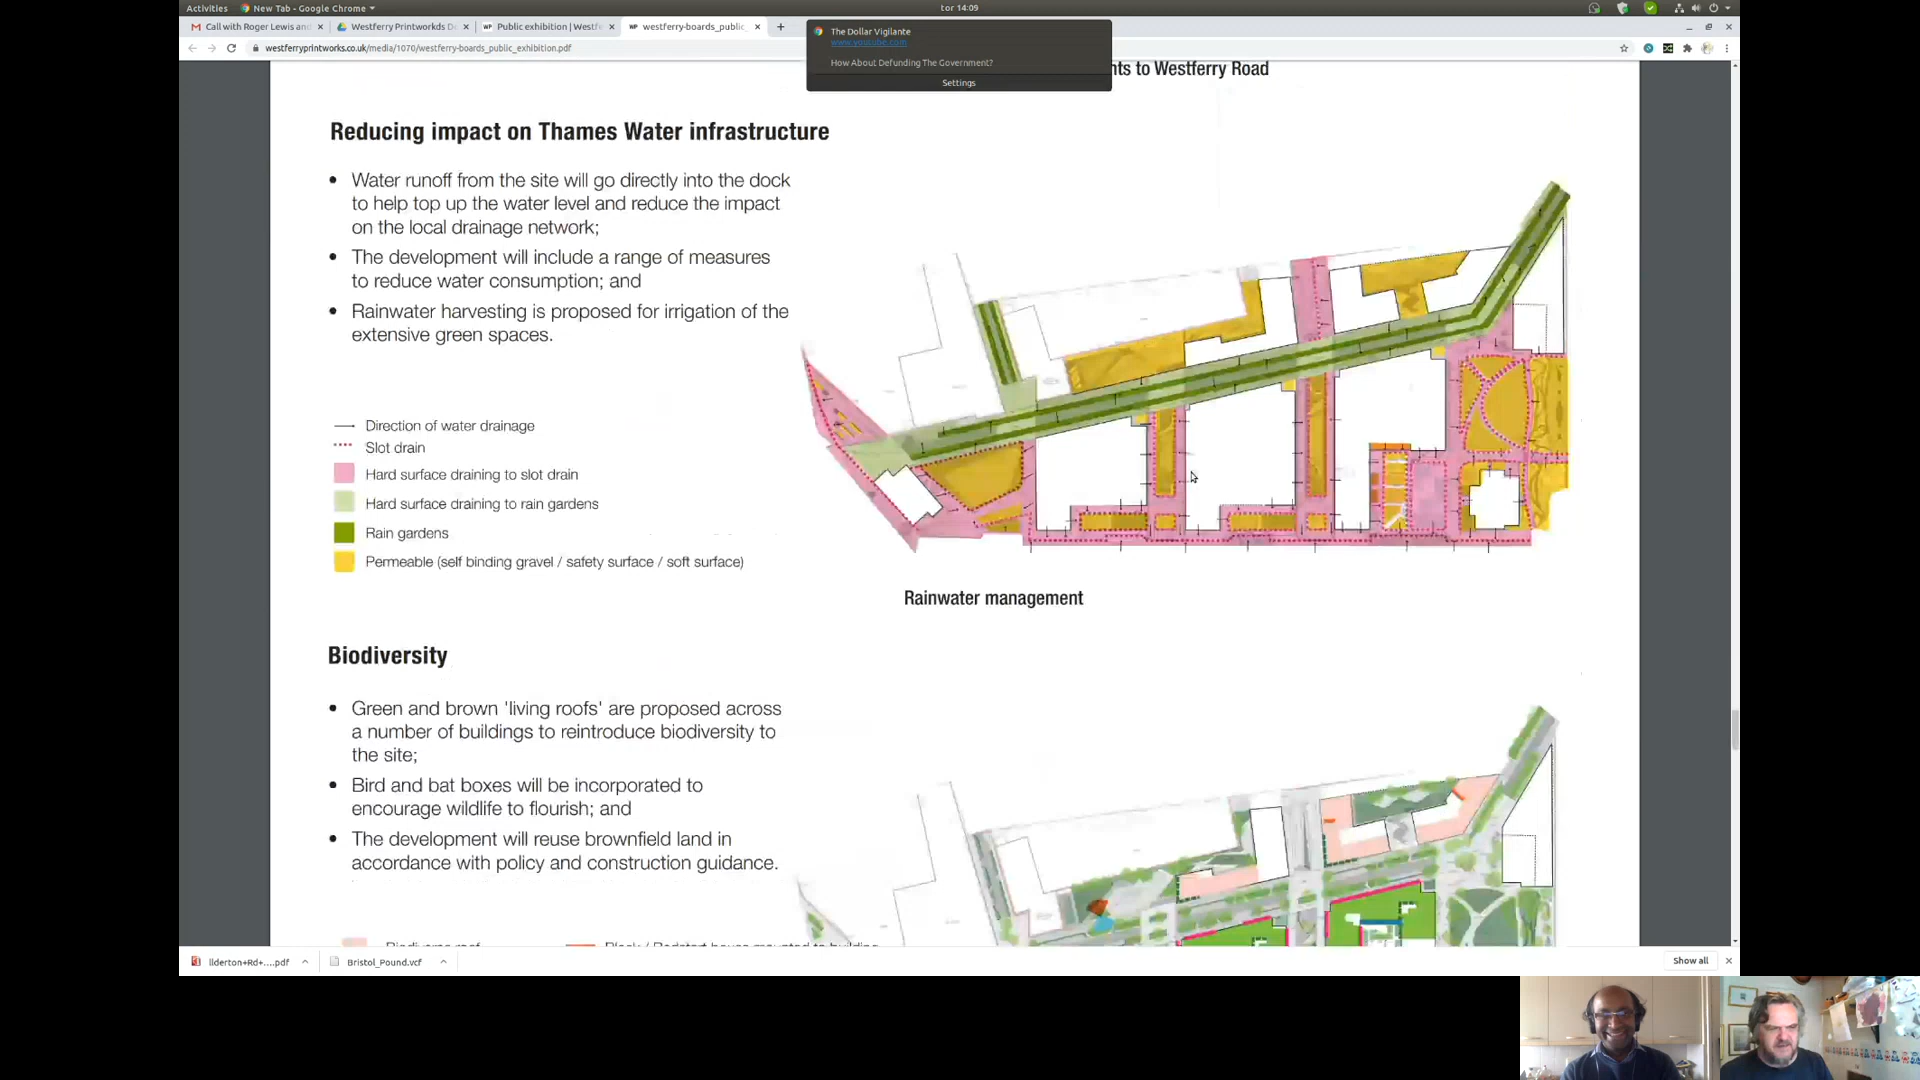 Activities
New Tab - Google Chrome
tor 14:09
Call with Roger Lewis and
Westferry Printworkds D
Public exhibition | Westf
westferry-boards_public_
westferryprintworks.co.uk/media/1070/westferry-boards_public_exhibition.pdf
The Dollar Vigilante
www.youtube.com
How About Defunding The Government?
Settings
nts to Westferry Road
Reducing impact on Thames Water infrastructure
• Water runoff from the site will go directly into the dock
to help top up the water level and reduce the impact
on the local drainage network;
• The development will include a range of measures
to reduce water consumption; and
• Rainwater harvesting is proposed for irrigation of the
extensive green spaces.
Direction of water drainage
Slot drain
Hard surface draining to slot drain
Hard surface draining to rain gardens
Rain gardens
Permeable (self binding gravel / safety surface / soft surface)
Rainwater management
Biodiversity
• Green and brown 'living roofs' are proposed across
a number of buildings to reintroduce biodiversity to
the site;
• Bird and bat boxes will be incorporated to
encourage wildlife to flourish; and
• The development will reuse brownfield land in
accordance with policy and construction guidance.
Ilderton+Rd+....pdf
Bristol_Pound.vcf
Show all